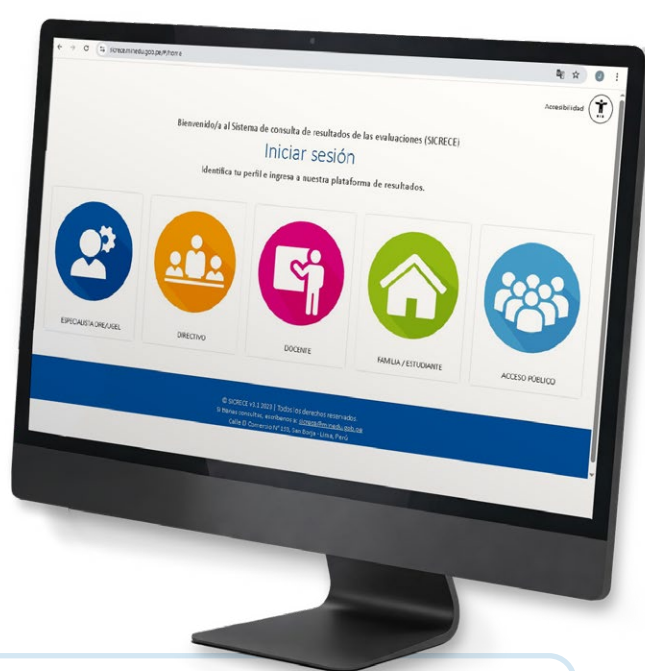 sicrece.minedu.gob.pe/#/home
Accesibilidad
Bienvenido/a al Sistema de consulta de resultados de las evaluaciones (SICRECE)
Iniciar sesión
Identifica tu perfil e ingresa a nuestra plataforma de resultados.
ESPECIALISTA DRE/UGEL
DIRECTIVO
DOCENTE
FAMILIA / ESTUDIANTE
ACCESO PÚBLICO
© SICRECE v3.1 2023 | Todos los derechos reservados.
Si tienes consultas, escríbenos a: sicrece@minedu.gob.pe
Calle El Comercio N° 193, San Borja - Lima, Perú